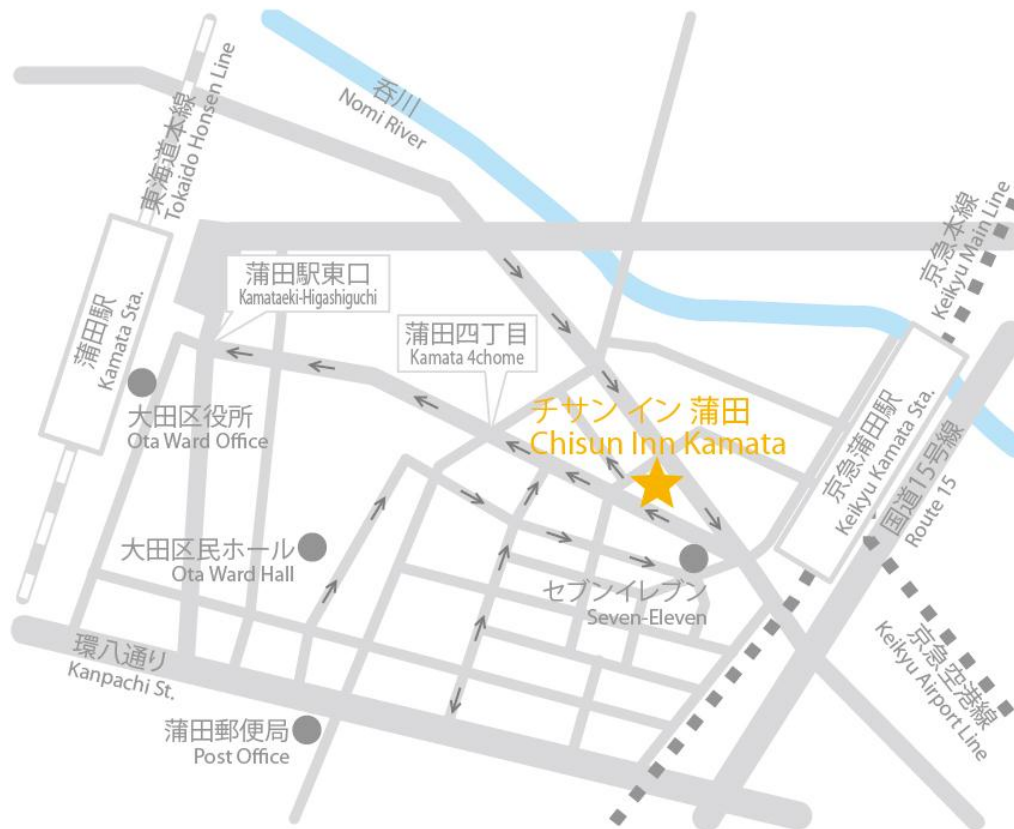 呑川
Nomi River
東海道本線
Tokaido Honsen Line
京急本線
Keikyu Main Line
蒲田駅
Kamata Sta.
蒲田駅東口
Kamataeki-Higashiguchi
蒲田四丁目
Kamata 4chome
大田区役所
Ota Ward Office
チサン イン 蒲田
Chisun Inn Kamata
京急蒲田駅
Keikyu Kamata Sta.
国道15号線
Route 15
大田区民ホール
Ota Ward Hall
セブンイレブン
Seven-Eleven
環八通り
Kanpachi St.
京急空港線
Keikyu Airport Line
蒲田郵便局
Post Office